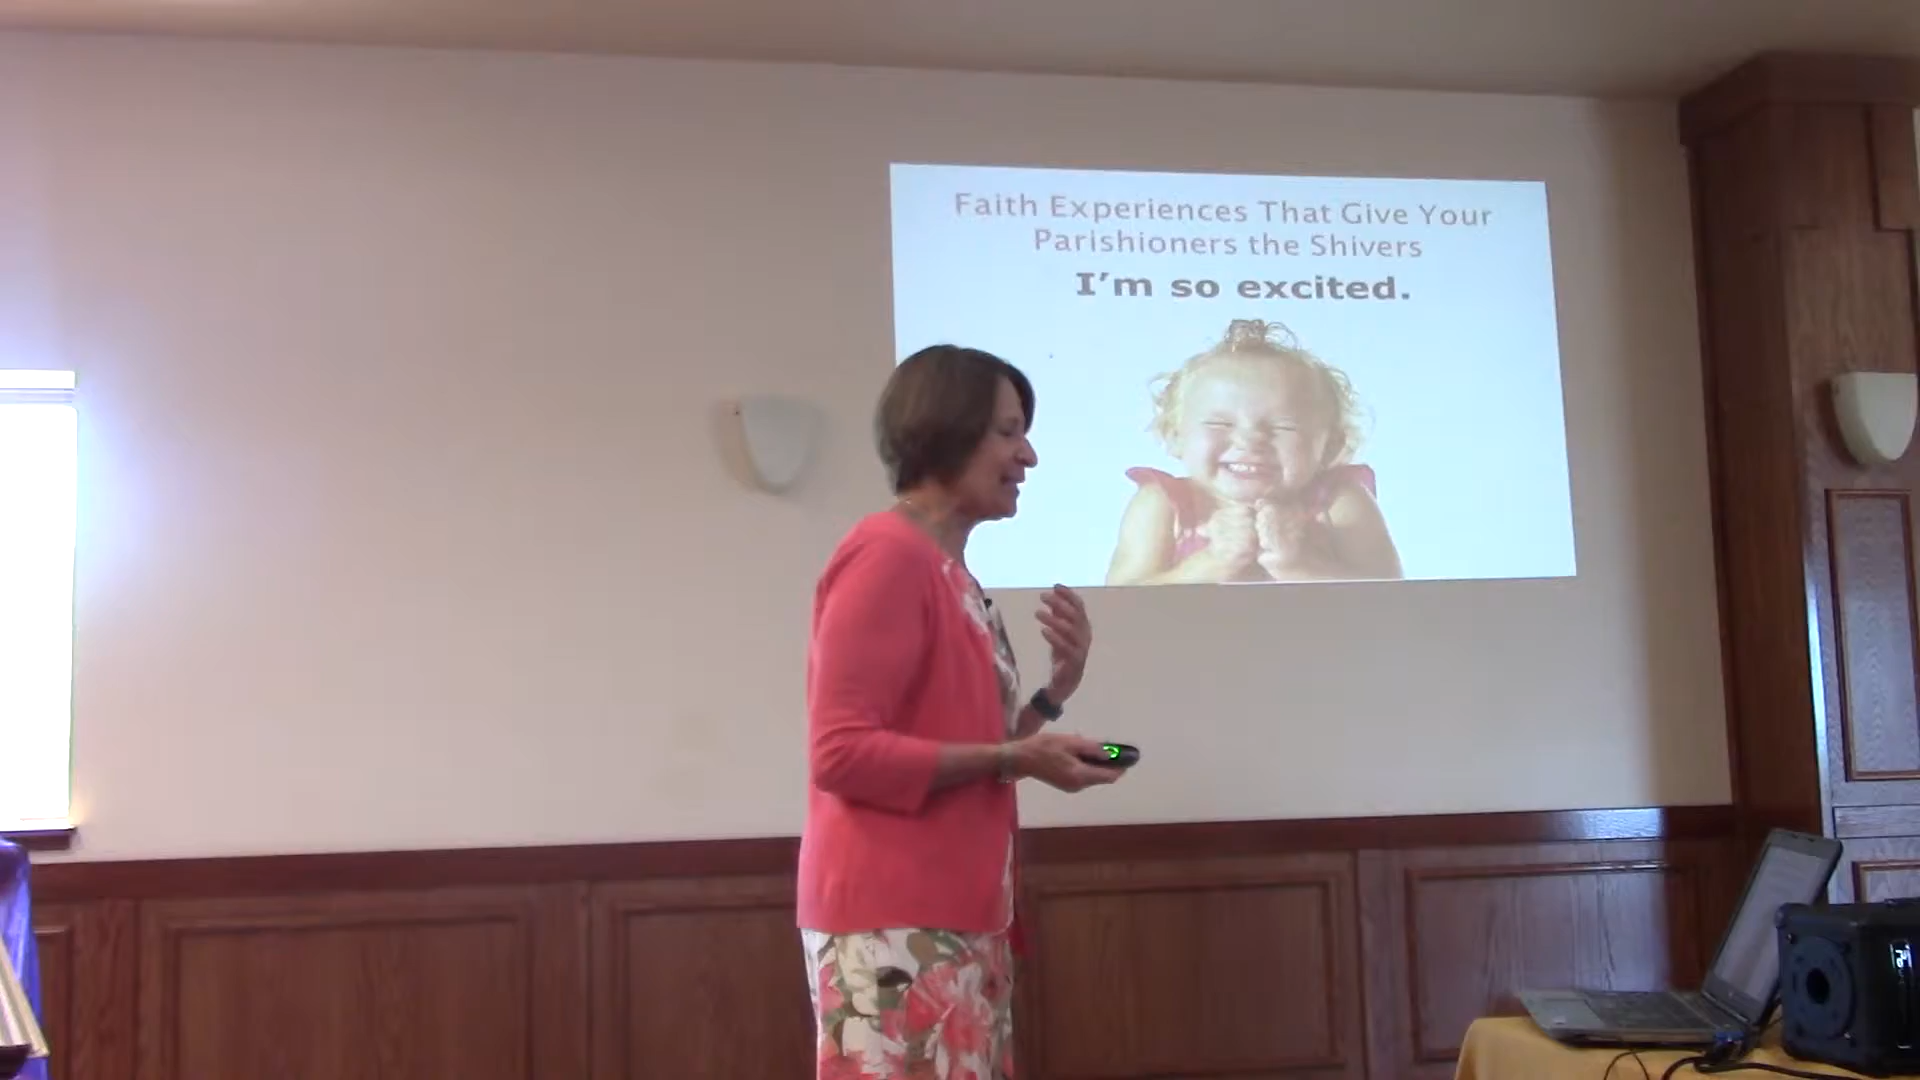 Faith Experiences That Give Your
Parishioners the Shivers
I'm so excited.